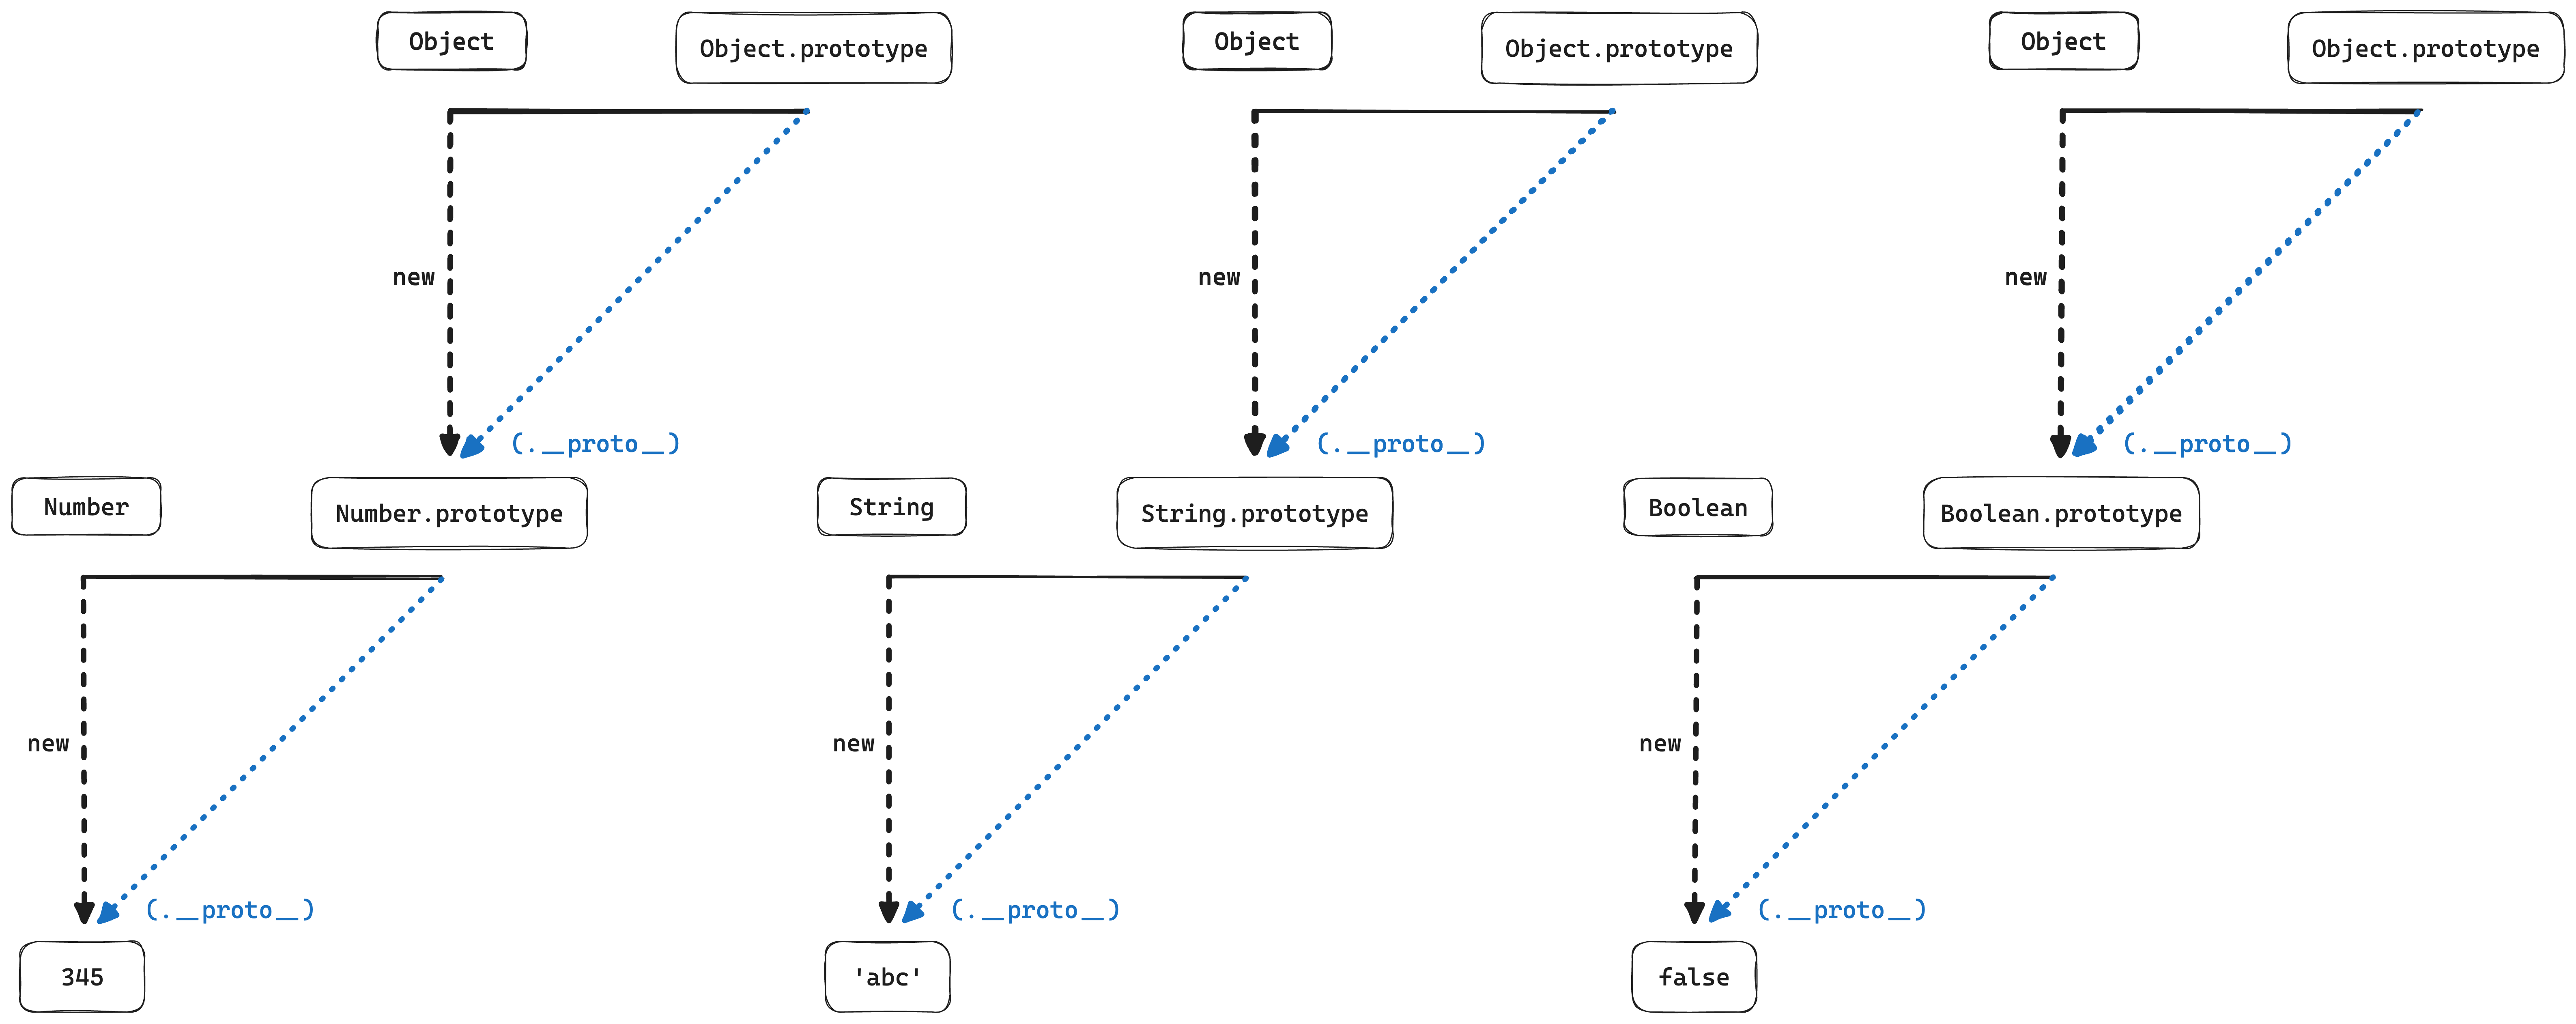 Object
Object.prototype
Object
Object.prototype
Object
Object.prototype
new
new
new
(.__proto__)
(.__proto__)
(.__proto__)
Number
Number.prototype
String
String.prototype
Boolean
Boolean.prototype
new
new
new
(.__proto__)
(.__proto__)
(.__proto__)
345
'abc'
false